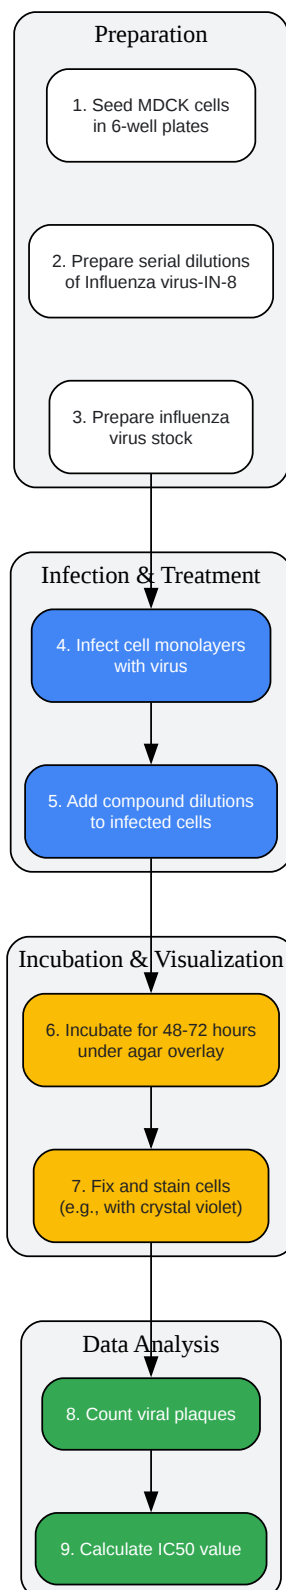 Preparation
1. Seed MDCK cells
in 6-well plates
2. Prepare serial dilutions
of Influenza virus-IN-8
3. Prepare influenza
virus stock
Infection & Treatment
4. Infect cell monolayers
with virus
5. Add compound dilutions
to infected cells
Incubation & Visualization
6. Incubate for 48-72 hours
under agar overlay
7. Fix and stain cells
(e.g., with crystal violet)
Data Analysis
8. Count viral plaques
9. Calculate IC50 value